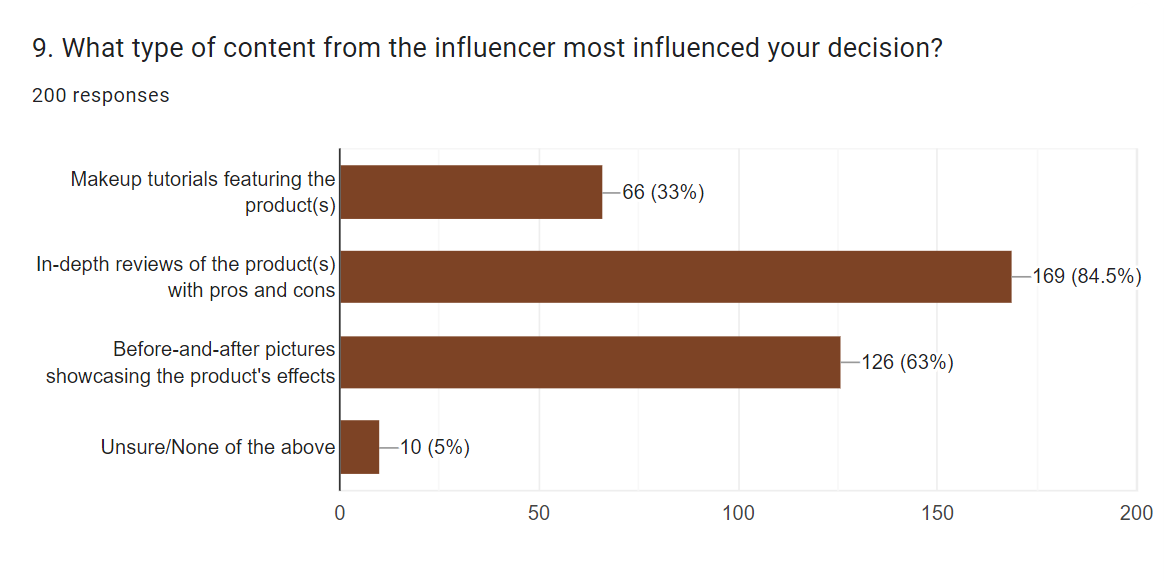 9. What type of content from the influencer most influenced your decision?
200 responses
Makeup tutorials featuring the
product(s)
66 (33%)
In-depth reviews of the product(s)
with pros and cons
169 (84.5%)
Before-and-after pictures
showcasing the product's effects
126 (63%)
Unsure/None of the above
10 (5%)
0
50
100
150
200